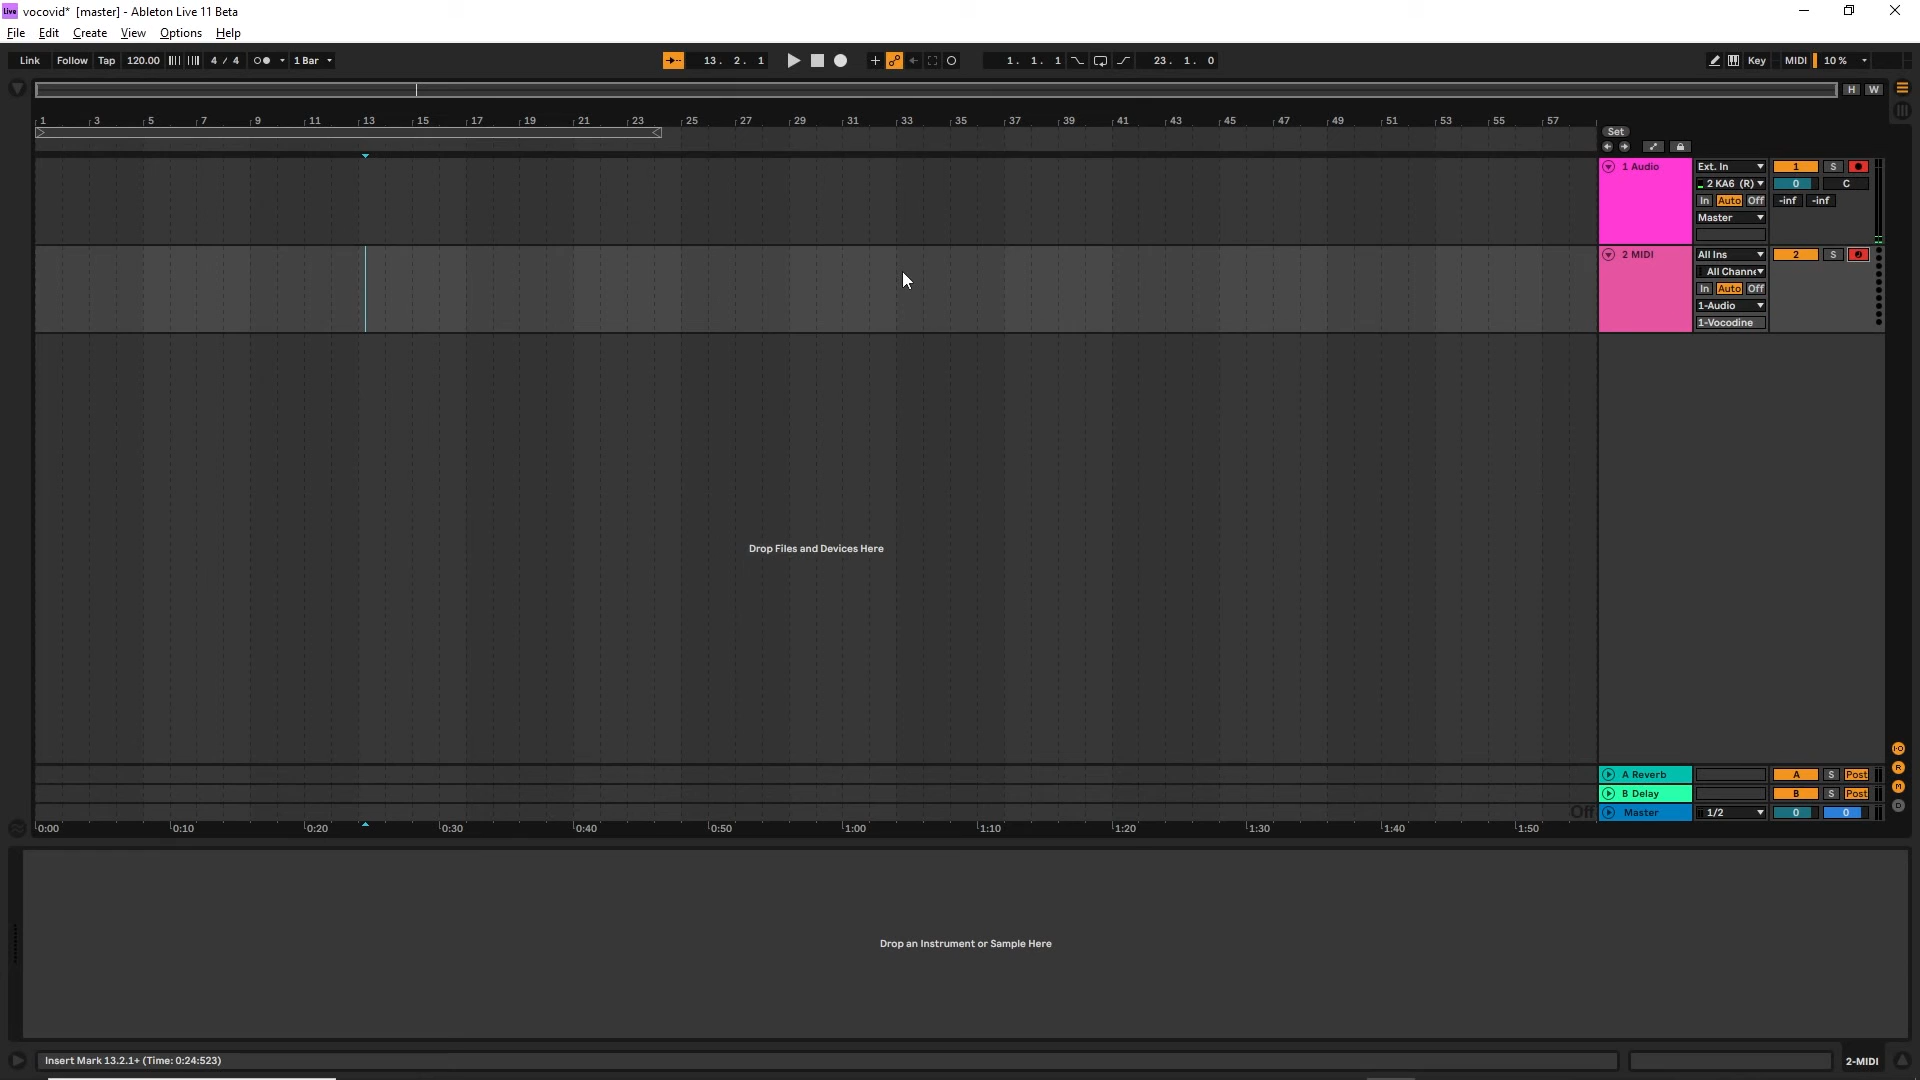 vocovid* [master] - Ableton Live 11 Beta
File Edit Create View Options Help
Link Follow Tap 120.00 4 / 4 1 Bar 13. 2. 1 1. 1. 1 23. 1. 0 Key MIDI 10 %
H W
1 3 5 7 9 11 13 15 17 19 21 23 25 27 29 31 33 35 37 39 41 43 45 47 49 51 53 55 57
Set
1 Audio Ext. In 1 S
2 KA6 (R) 0 C
In Auto Off -inf -inf
Master
2 MIDI All Ins 2 S
All Channe
In Auto Off
1-Audio
1-Vocodine
Drop Files and Devices Here
A Reverb A S Post
B Delay B S Post
Off Master 1/2 0 0
0:00 0:10 0:20 0:30 0:40 0:50 1:00 1:10 1:20 1:30 1:40 1:50
Drop an Instrument or Sample Here
Insert Mark 13.2.1+ (Time: 0:24:523)
2-MIDI